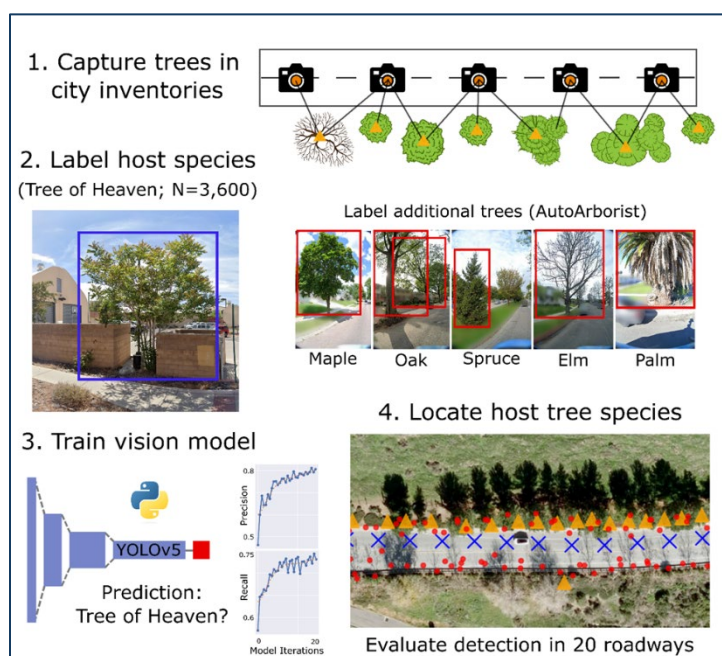 1. Capture trees in
city inventories
2. Label host species
(Tree of Heaven; N=3,600)
Label additional trees (AutoArborist)
Maple Oak Spruce Elm Palm
3. Train vision model
YOLOv5
Prediction:
Tree of Heaven?
0.8
Precision
0.5
0.75
Recall
0.6
0 20
Model Iterations
4. Locate host tree species
Evaluate detection in 20 roadways